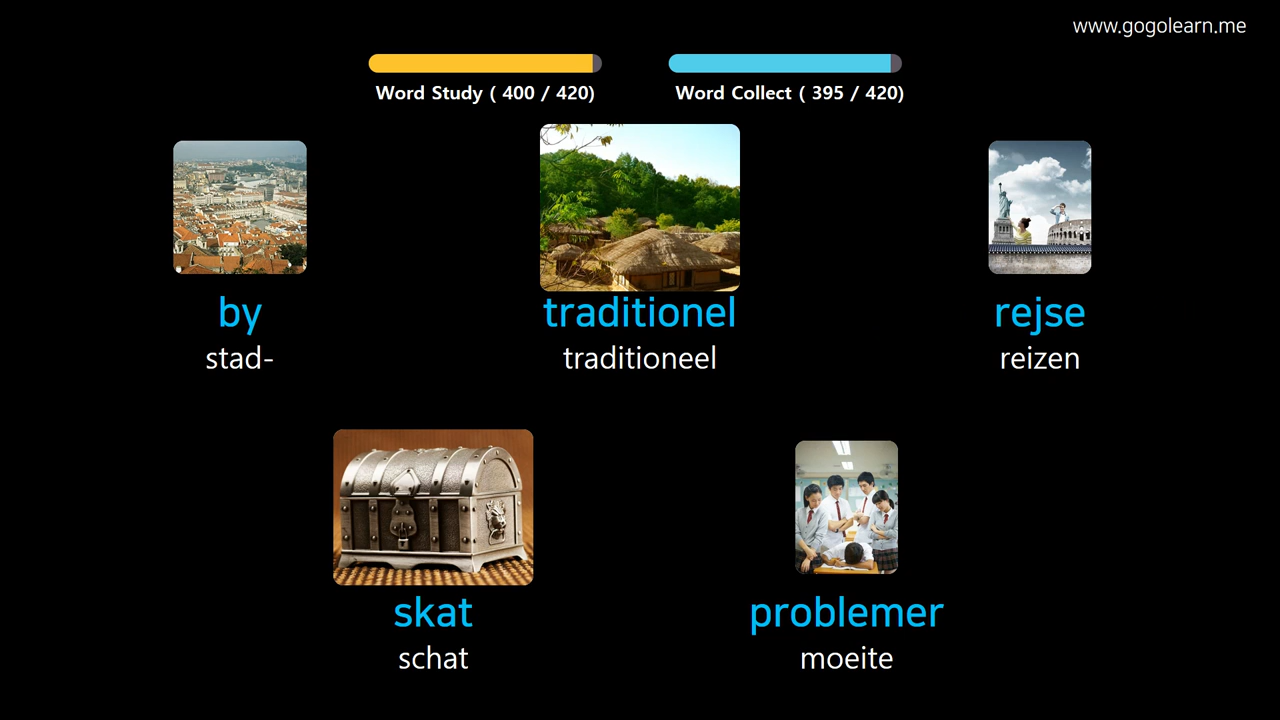 www.gogolearn.me
Word Study ( 400 / 420)
Word Collect ( 395 / 420)
by
stad-
traditionel
traditioneel
rejse
reizen
skat
schat
problemer
moeite